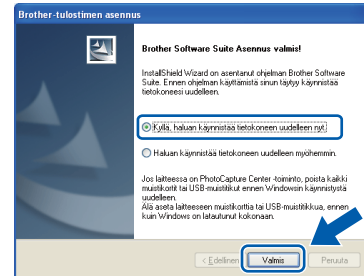 Brother-tulostimen asennus
Brother Software Suite Asennus valmis!
InstallShield Wizard on asentanut ohjelman Brother Software
Suite. Ennen ohjelman käyttämistä sinun täytyy käynnistää
tietokoneesi uudelleen.
Kyllä, haluan käynnistää tietokoneen uudelleen nyt.
Haluan käynnistää tietokoneen uudelleen myöhemmin.
Jos laitteessa on PhotoCapture Center -toiminto, poista kaikki
muistikortit tai USB-muistitikut ennen Windowsin käynnistystä
uudelleen.
Älä aseta laitteeseen muistikorttia tai USB-muistitikkua, ennen
kuin Windows on latautunut kokonaan.
< Edellinen
Valmis
Peruuta